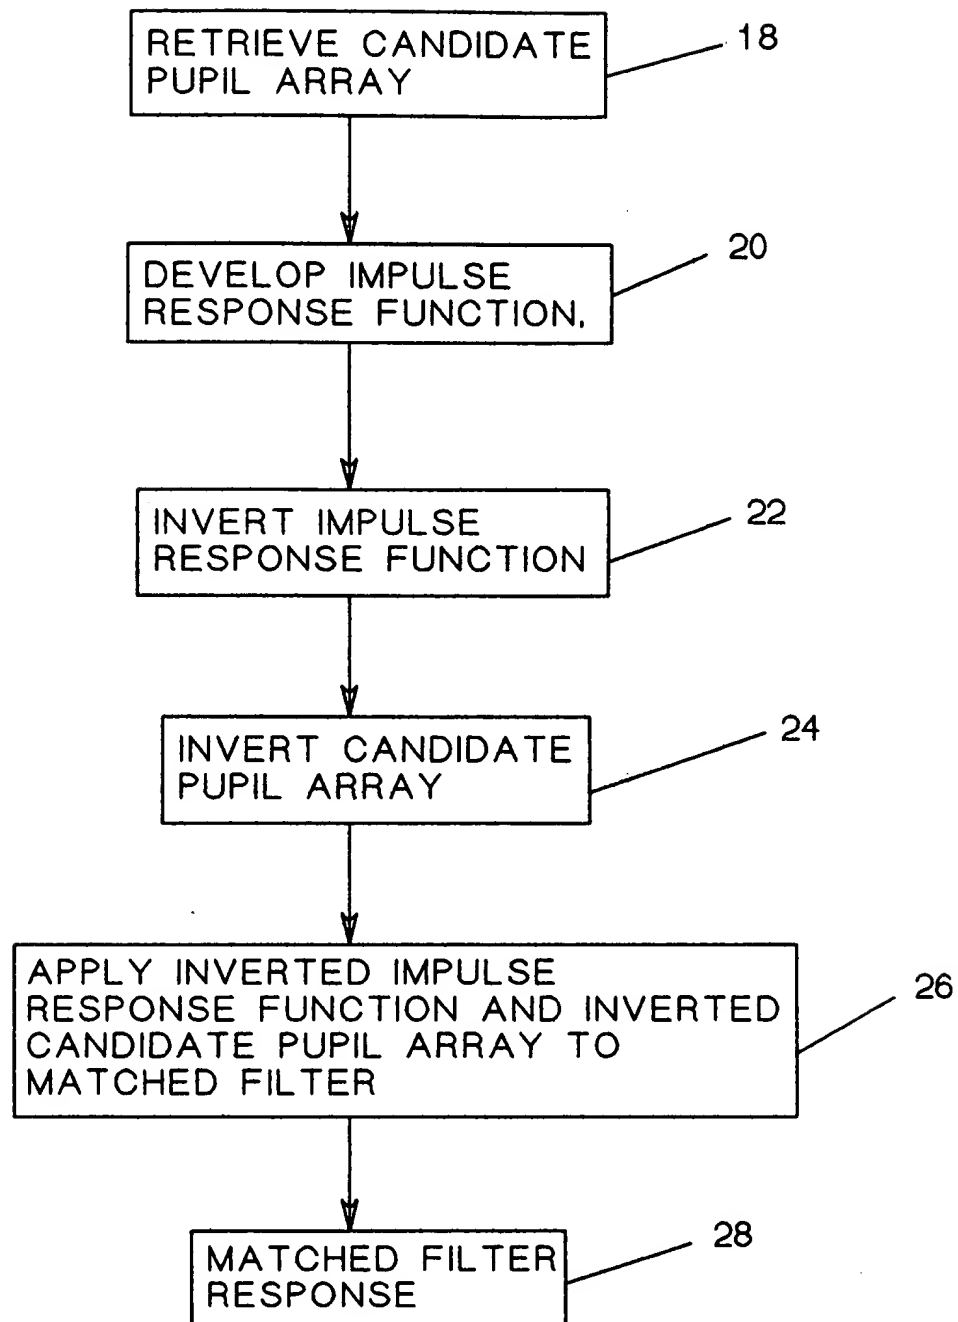 RETRIEVE CANDIDATE
PUPIL ARRAY
18
DEVELOP IMPULSE
RESPONSE FUNCTION.
20
INVERT IMPULSE
RESPONSE FUNCTION
22
INVERT CANDIDATE
PUPIL ARRAY
24
APPLY INVERTED IMPULSE
RESPONSE FUNCTION AND INVERTED
CANDIDATE PUPIL ARRAY TO
MATCHED FILTER
26
MATCHED FILTER
RESPONSE
28